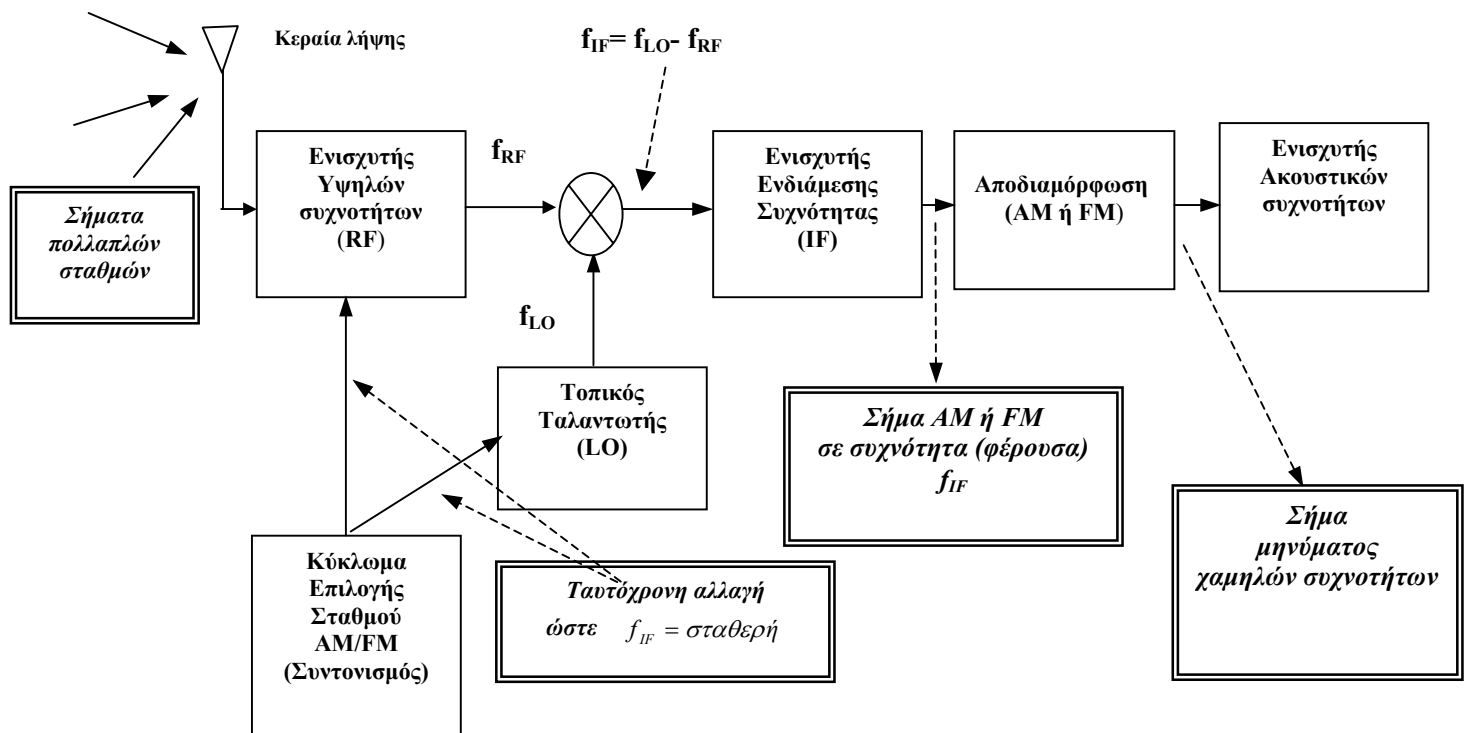 Κεραία λήψης
f_IF= f_LO- f_RF
Ενισχυτής
Υψηλών
συχνοτήτων
(RF)
f_RF
Ενισχυτής
Ενδιάμεσης
Συχνότητας
(IF)
Αποδιαμόρφωση
(AM ή FM)
Ενισχυτής
Ακουστικών
συχνοτήτων
Σήματα
πολλαπλών
σταθμών
f_LO
Τοπικός
Ταλαντωτής
(LO)
Σήμα AM ή FM
σε συχνότητα (φέρουσα)
f_IF
Σήμα
μηνύματος
χαμηλών συχνοτήτων
Κύκλωμα
Επιλογής
Σταθμού
AM/FM
(Συντονισμός)
Ταυτόχρονη αλλαγή
ώστε f_IF = σταθερή